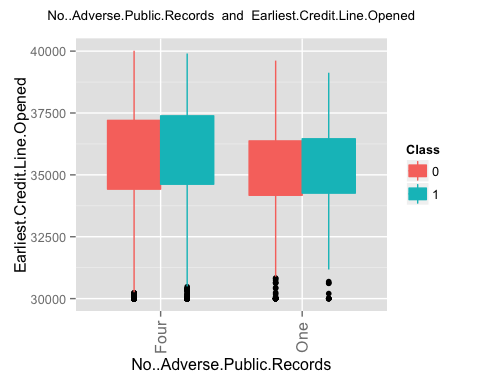 No..Adverse.Public.Records and Earliest.Credit.Line.Opened
40000
37500
35000
32500
30000
Earliest.Credit.Line.Opened
Four
One
No..Adverse.Public.Records
Class
0
1